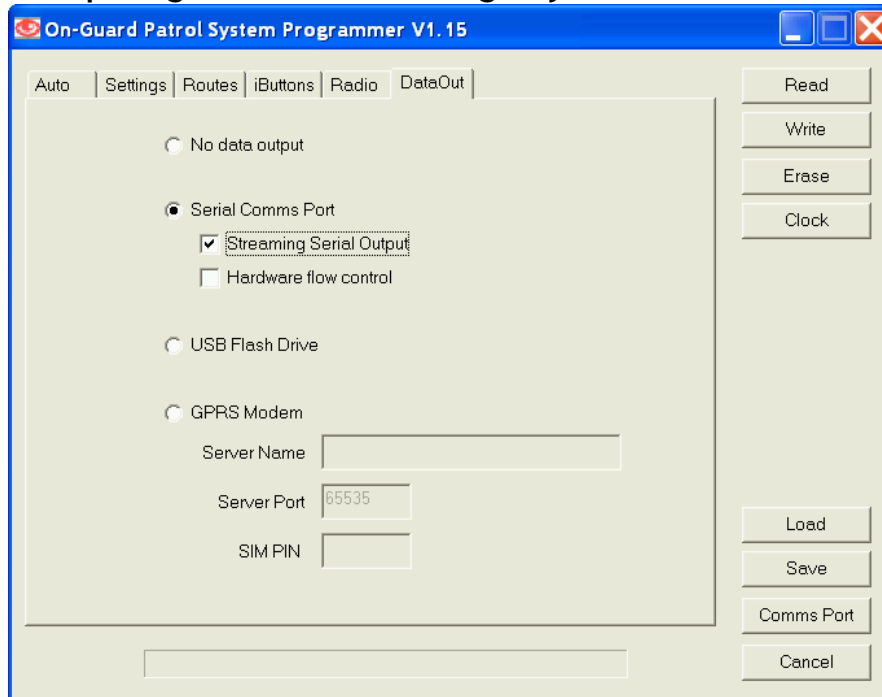 On-Guard Patrol System Programmer V1.15
Auto Settings Routes iButtons Radio DataOut
Read
No data output
Write
Erase
Serial Comms Port
Clock
Streaming Serial Output
Hardware flow control
USB Flash Drive
GPRS Modem
Server Name
Server Port 65535
Load
SIM PIN
Save
Comms Port
Cancel